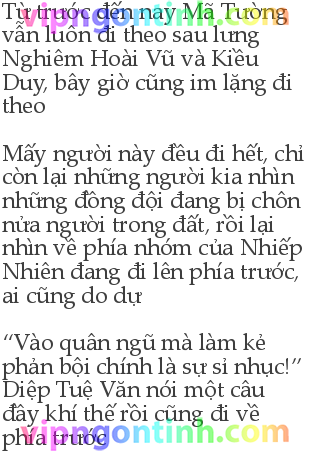 Từ trước đến nay Mã Tường
vipngontinh.com
vẫn luôn đi theo sau lưng
Nghiêm Hoài Vũ và Kiều
Duy, bây giờ cũng im lặng đi
theo
Mấy người này đều đi hết, chỉ
còn lại những người kia nhìn
những đồng đội đang bị chôn
nửa người trong đất, rồi lại
nhìn về phía nhóm của Nhiếp
Nhiên đang đi lên phía trước,
ai cũng do dự
“Vào quân ngũ mà làm kẻ
phản bội chính là sự sỉ nhục!”
Diệp Tuệ Văn nói một câu
đầy khí thế rồi cũng đi về
phía trước
vipngontinh.com